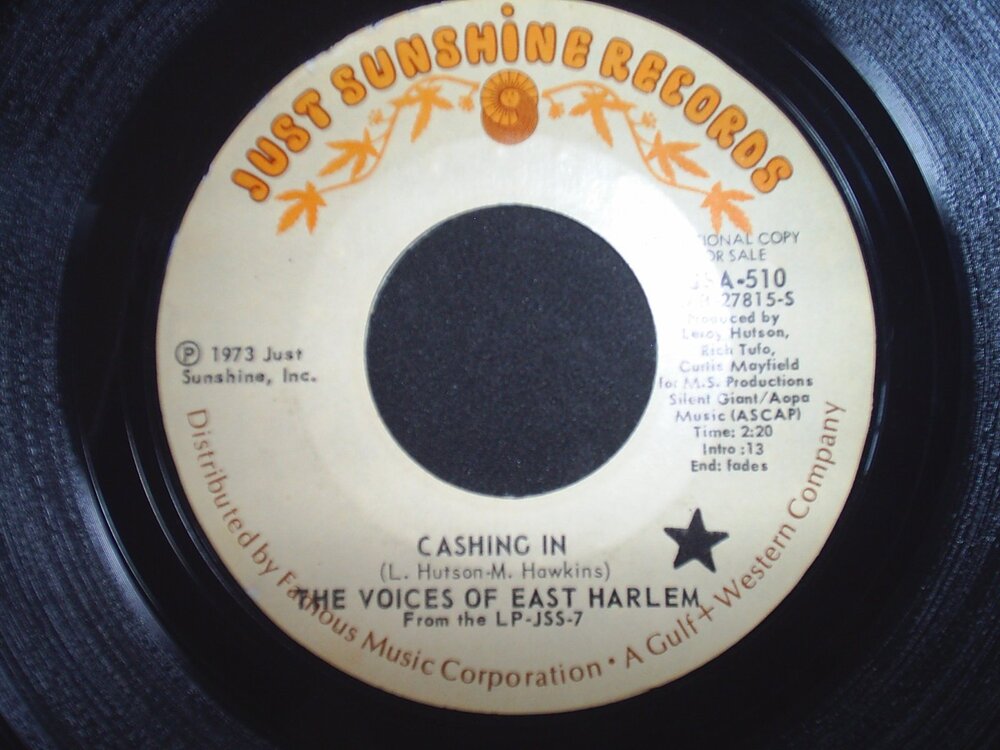 JUST SUNSHINE RECORDS
IONAL COPY
OR SALE
A-510
27815-S
Produced by
Leroy Hutson,
Rich Tufo,
Curtis Mayfield
for M.S. Productions
Silent Giant/Aopa
Music (ASCAP)
Time: 2:20
Intro :13
End: fades
Ⓟ 1973 Just
Sunshine, Inc.
CASHING IN
(L. Hutson-M. Hawkins)
THE VOICES OF EAST HARLEM
From the LP-JSS-7
Distributed by Famous Music Corporation • A Gulf+Western Company